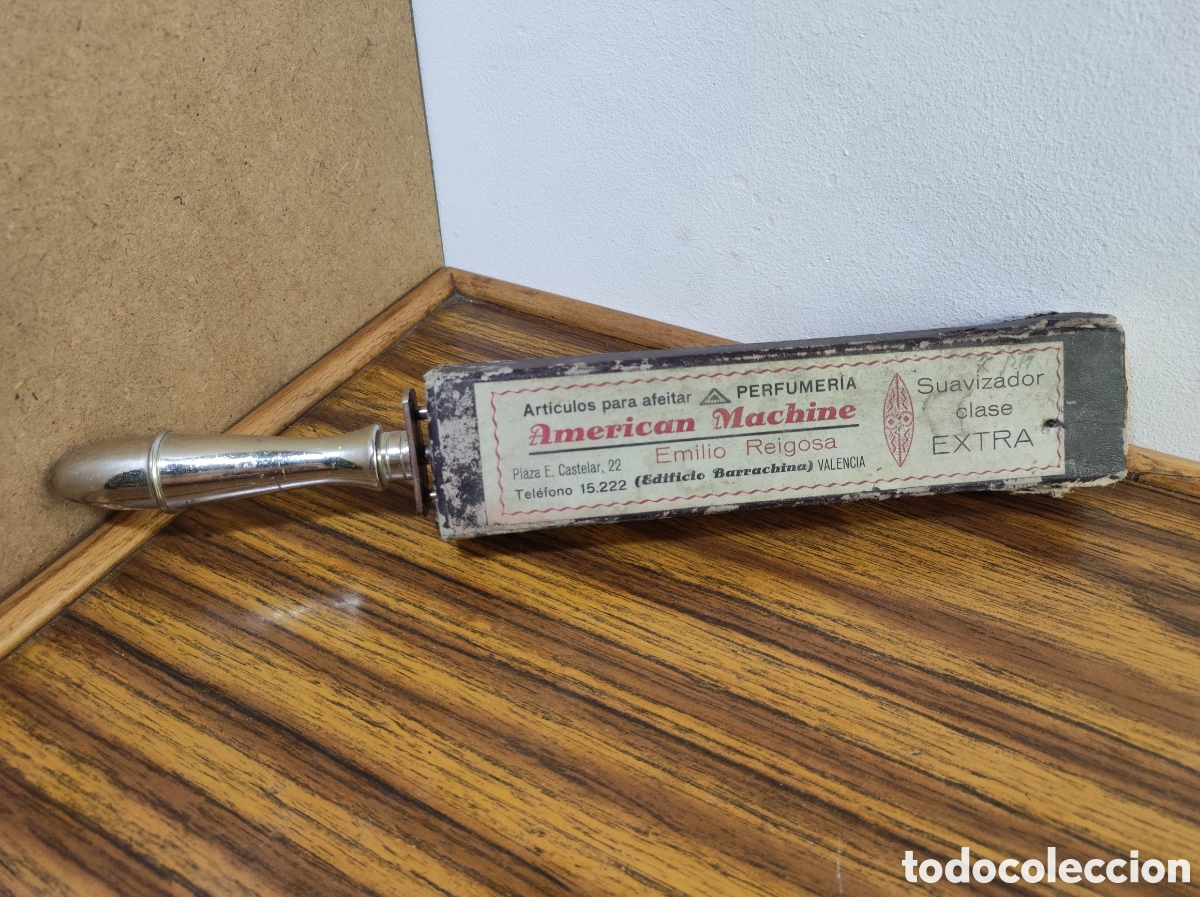 Artículos para afeitar PERFUMERÍA
American Machine
Emilio Reigosa
Plaza E. Castelar, 22
Teléfono 15.222 (Edificio Barrachina) VALENCIA
Suavizador
clase
EXTRA
todocoleccion